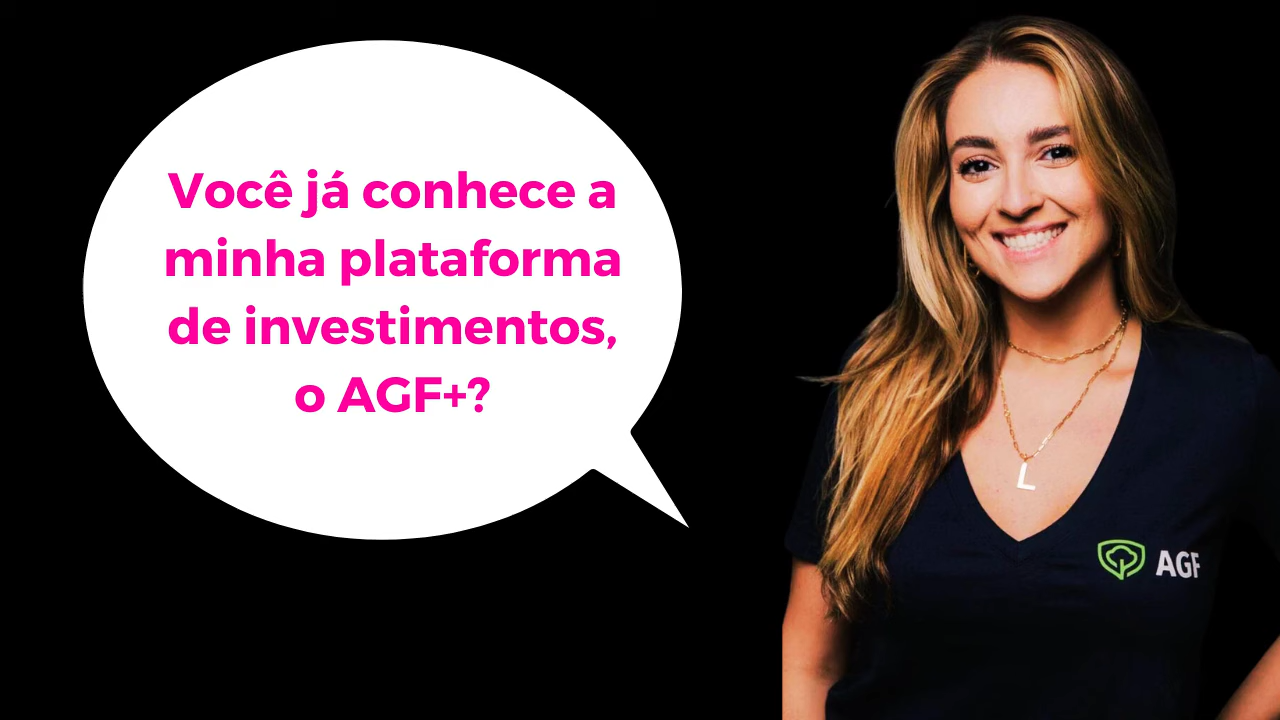 Você já conhece a
minha plataforma
de investimentos,
o AGF+?
L
AGF